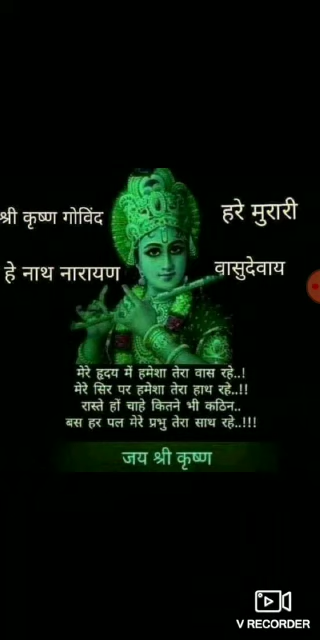 श्री कृष्ण गोविंद
हरे मुरारी
हे नाथ नारायण
वासुदेवाय
मेरे हृदय में हमेशा तेरा वास रहे..!
मेरे सिर पर हमेशा तेरा हाथ रहे..!!
रास्ते हों चाहे कितने भी कठिन..
बस हर पल मेरे प्रभु तेरा साथ रहे..!!!
जय श्री कृष्ण
V RECORDER